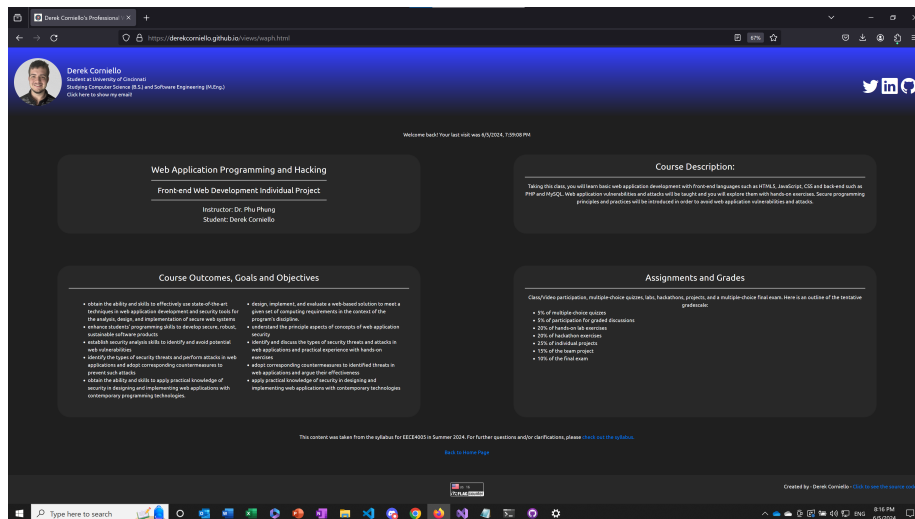 Derek Corniello's Professional
https://derekcorniello.github.io/views/waph.html
67%
Derek Corniello
Student at University of Cincinnati
Studying Computer Science (B.S.) and Software Engineering (M.Eng.)
Click here to show my email!
Welcome back! Your last visit was 6/5/2024, 7:59:08 PM
Web Application Programming and Hacking
Front-end Web Development Individual Project
Instructor: Dr. Phu Phung
Student: Derek Corniello
Course Description:
Taking this class, you will learn basic web application development with front-end languages such as HTML5, JavaScript, CSS and back-end such as
PHP and MySQL. Web application vulnerabilities and attacks will be taught and you will explore them with hands-on exercises. Secure programming
principles and practices will be introduced in order to avoid web application vulnerabilities and attacks.
Course Outcomes, Goals and Objectives
• obtain the ability and skills to effectively use state-of-the-art
techniques in web application development and security tools for
the analysis, design, and implementation of secure web systems
• enhance students' programming skills to develop secure, robust,
sustainable software products
• establish security analysis skills to identify and avoid potential
web vulnerabilities
• identify the types of security threats and perform attacks in web
applications and adopt corresponding countermeasures to
prevent such attacks
• obtain the ability and skills to apply practical knowledge of
security in designing and implementing web applications with
contemporary programming technologies.
• design, implement, and evaluate a web-based solution to meet a
given set of computing requirements in the context of the
program's discipline.
• understand the principle aspects of concepts of web application
security
• identify and discuss the types of security threats and attacks in
web applications and practical experience with hands-on
exercises
• adopt corresponding countermeasures to identified threats in
web applications and argue their effectiveness
• apply practical knowledge of security in designing and
implementing web applications with contemporary technologies
Assignments and Grades
Class/Video participation, multiple-choice quizzes, labs, hackathons, projects, and a multiple-choice final exam. Here is an outline of the tentative
gradescale:
• 5% of multiple-choice quizzes
• 5% of participation for graded discussions
• 20% of hands-on lab exercises
• 20% of hackathon exercises
• 25% of individual projects
• 15% of the team project
• 10% of the final exam
This content was taken from the syllabus for EECE4005 in Summer 2024. For further questions and/or clarifications, please check out the syllabus.
Back to Home Page
FLAG counter
Created by - Derek Corniello - Click to see the source code
Type here to search
ENG
8:16 PM
6/5/2024